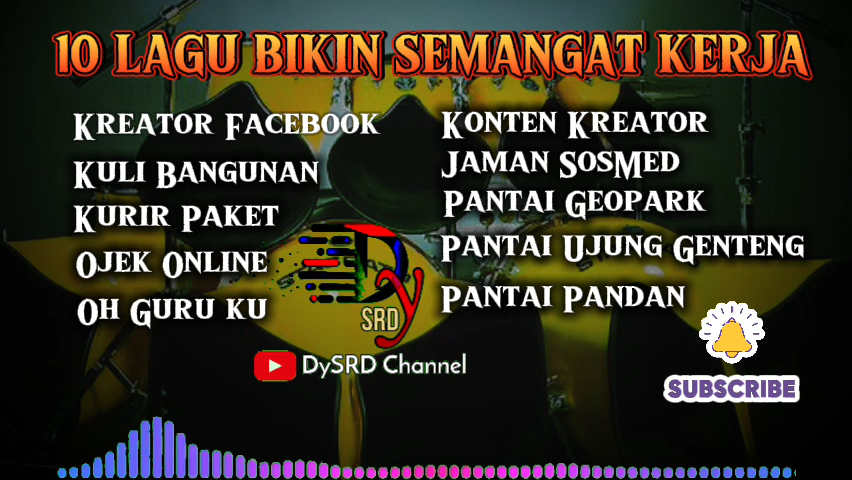 10 LAGU BIKIN SEMANGAT KERJA
KREATOR FACEBOOK
KULI BANGUNAN
KURIR PAKET
OJEK ONLINE
OH GURU KU
KONTEN KREATOR
JAMAN SOSMED
PANTAI GEOPARK
PANTAI UJUNG GENTENG
PANTAI PANDAN
Dy
SRD
DySRD Channel
SUBSCRIBE